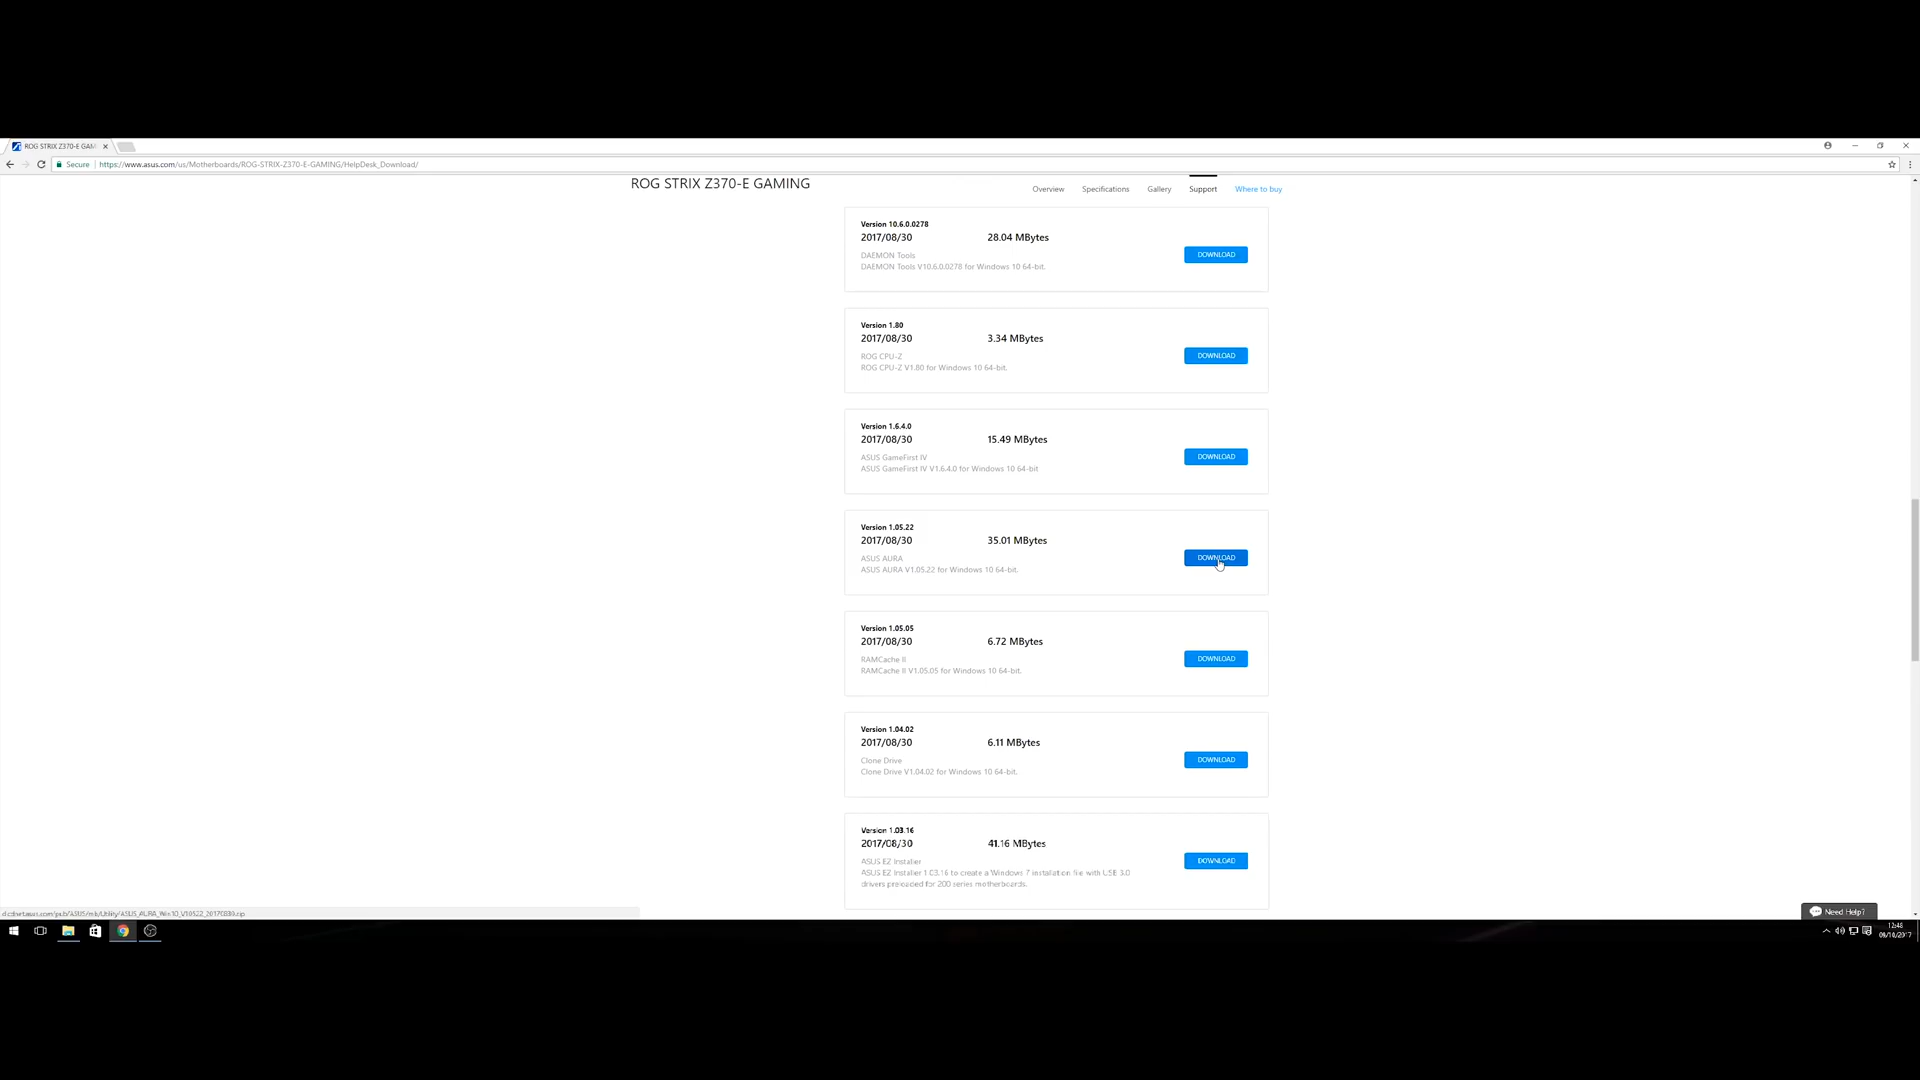 ROG STRIX Z370-E GAM
Secure https://www.asus.com/us/Motherboards/ROG-STRIX-Z370-E-GAMING/HelpDesk_Download/
ROG STRIX Z370-E GAMING
Overview Specifications Gallery Support Where to buy
Version 10.6.0.0278
2017/08/30 28.04 MBytes
DOWNLOAD
DAEMON Tools
DAEMON Tools V10.6.0.0278 for Windows 10 64-bit.
Version 1.80
2017/08/30 3.34 MBytes
DOWNLOAD
ROG CPU-Z
ROG CPU-Z V1.80 for Windows 10 64-bit.
Version 1.6.4.0
2017/08/30 15.49 MBytes
DOWNLOAD
ASUS GameFirst IV
ASUS GameFirst IV V1.6.4.0 for Windows 10 64-bit
Version 1.05.22
2017/08/30 35.01 MBytes
DOWNLOAD
ASUS AURA
ASUS AURA V1.05.22 for Windows 10 64-bit.
Version 1.05.05
2017/08/30 6.72 MBytes
DOWNLOAD
RAMCache II
RAMCache II V1.05.05 for Windows 10 64-bit.
Version 1.04.02
2017/08/30 6.11 MBytes
DOWNLOAD
Clone Drive
Clone Drive V1.04.02 for Windows 10 64-bit.
Version 1.03.16
2017/08/30 41.16 MBytes
DOWNLOAD
ASUS EZ Installer
ASUS EZ Installer 1.03.16 to create a Windows 7 installation file with USB 3.0
drivers preloaded for 200 series motherboards.
Need Help?
12:48